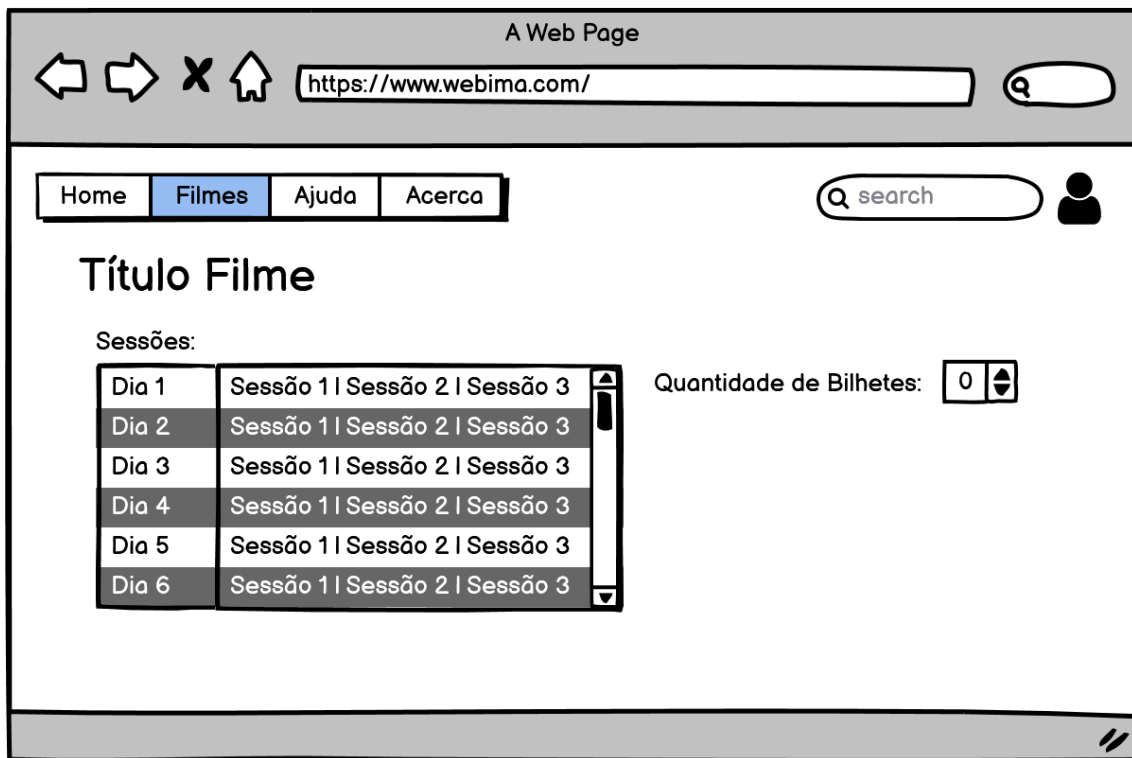 A Web Page
https://www.webima.com/
Home Filmes Ajuda Acerca search
Título Filme
Sessões:
Dia 1 Sessão 1 | Sessão 2 | Sessão 3 Quantidade de Bilhetes: 0
Dia 2 Sessão 1 | Sessão 2 | Sessão 3
Dia 3 Sessão 1 | Sessão 2 | Sessão 3
Dia 4 Sessão 1 | Sessão 2 | Sessão 3
Dia 5 Sessão 1 | Sessão 2 | Sessão 3
Dia 6 Sessão 1 | Sessão 2 | Sessão 3